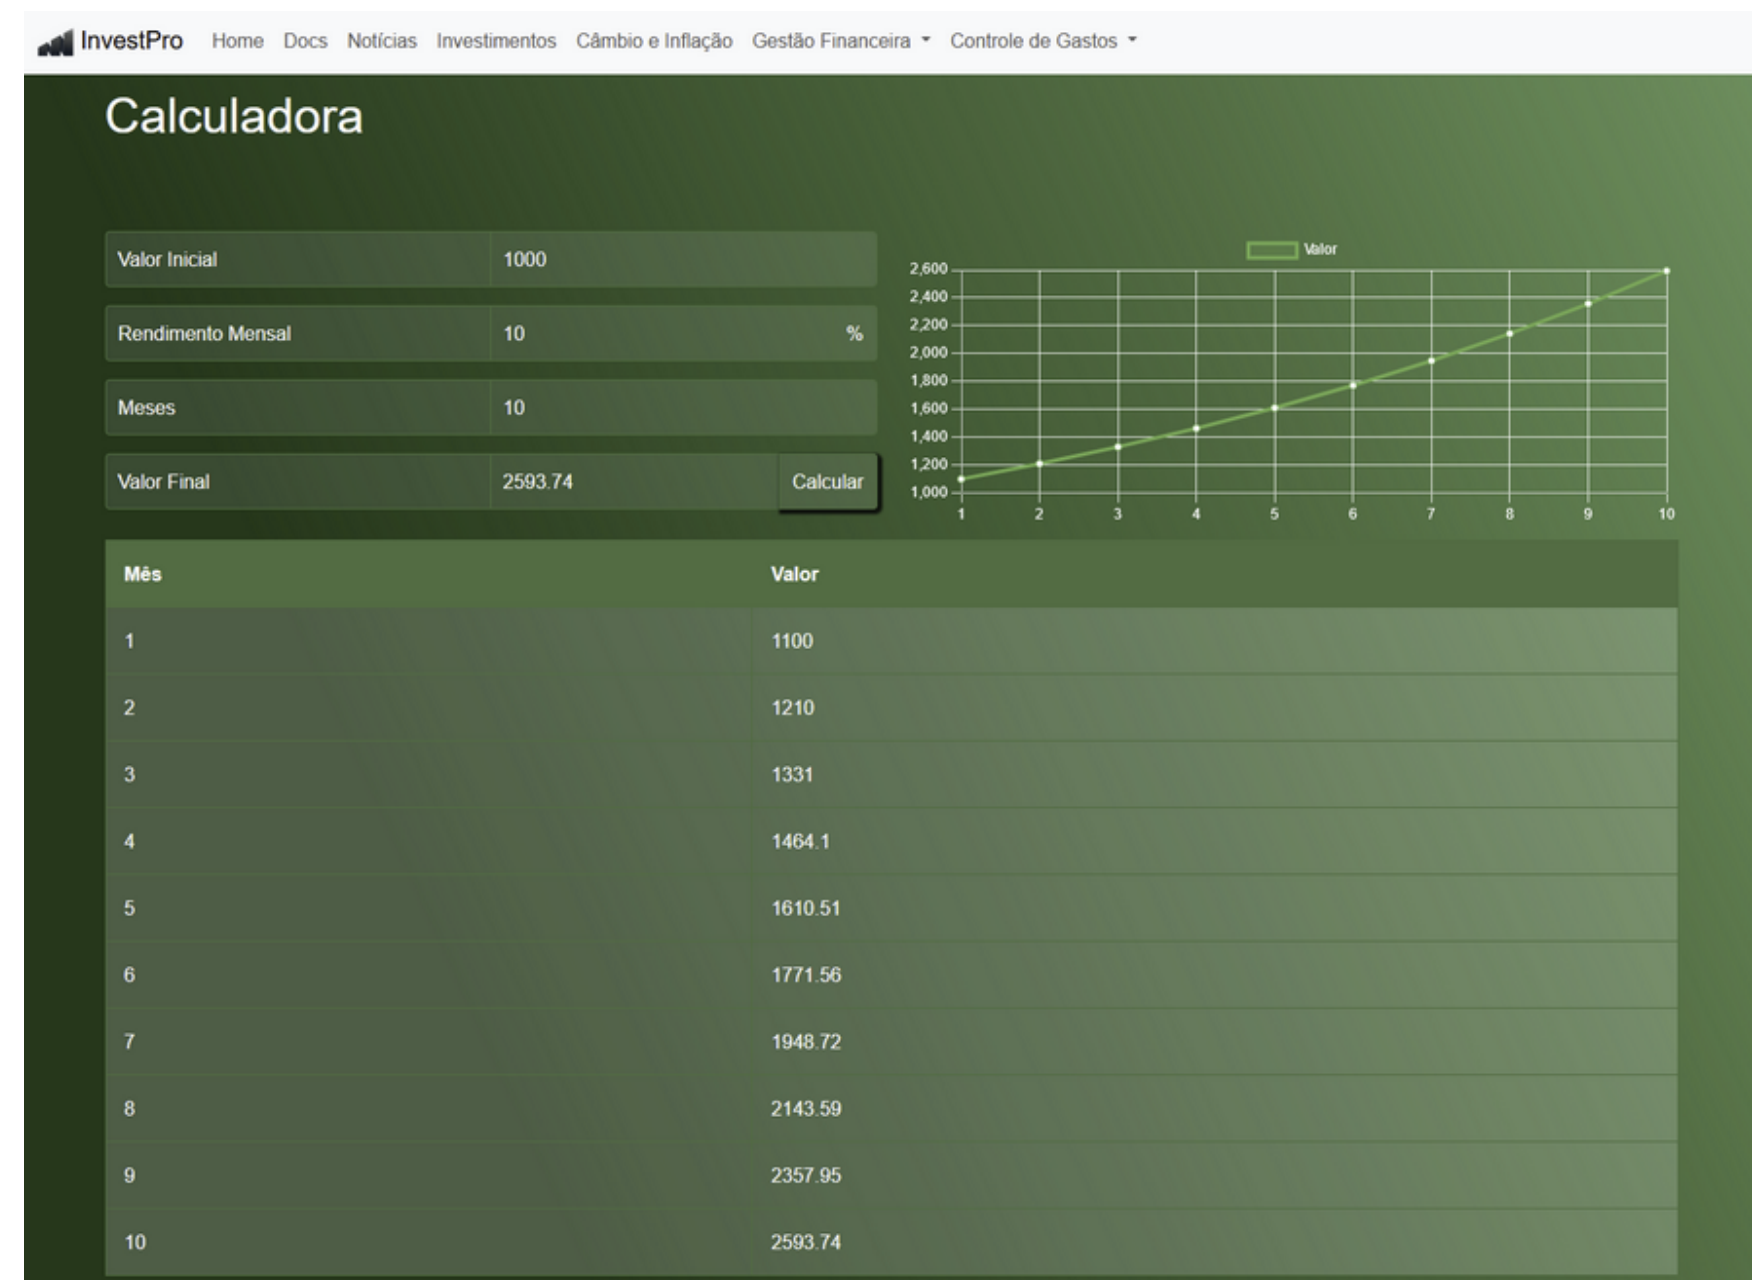 InvestPro Home Docs Notícias Investimentos Câmbio e Inflação Gestão Financeira Controle de Gastos
Calculadora
Valor Inicial 1000
Rendimento Mensal 10 %
Meses 10
Valor Final 2593.74 Calcular
Valor
2,600
2,400
2,200
2,000
1,800
1,600
1,400
1,200
1,000
1 2 3 4 5 6 7 8 9 10
Mês Valor
1 1100
2 1210
3 1331
4 1464.1
5 1610.51
6 1771.56
7 1948.72
8 2143.59
9 2357.95
10 2593.74